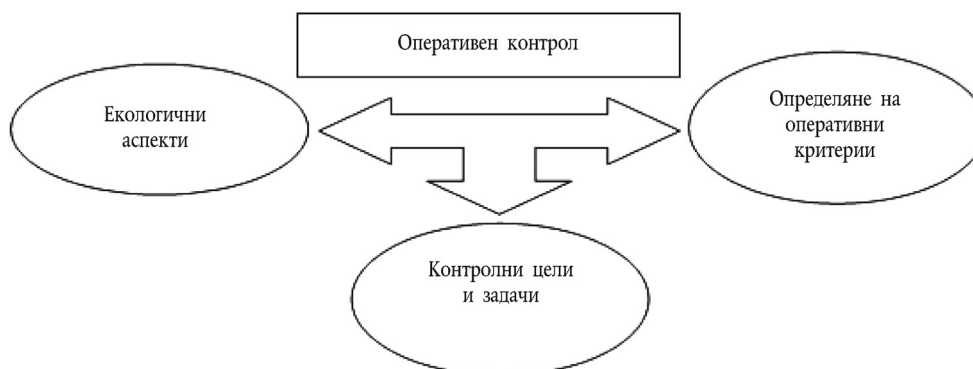 Оперативен контрол
Екологични
аспекти
Определяне на
оперативни
критерии
Контролни цели
и задачи